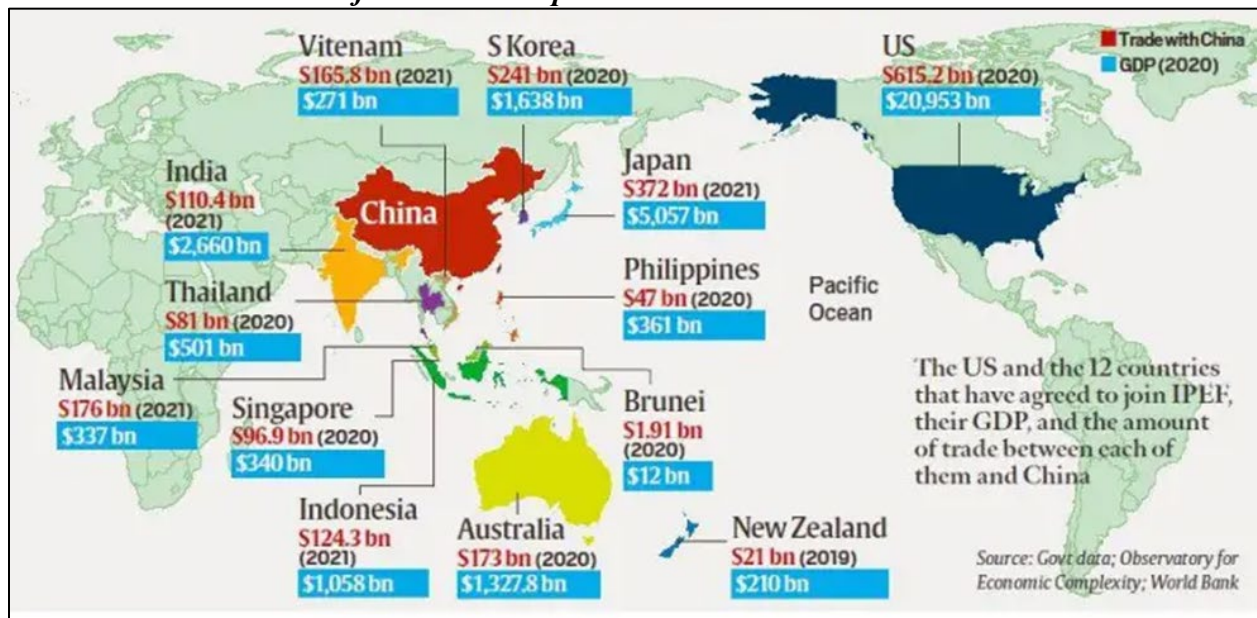 Vitenam
$165.8 bn (2021)
$271 bn
S Korea
$241 bn (2020)
$1,638 bn
US
$615.2 bn (2020)
$20,953 bn
Trade with China
GDP (2020)
India
$110.4 bn
(2021)
$2,660 bn
China
Japan
$372 bn (2021)
$5,057 bn
Thailand
$81 bn (2020)
$501 bn
Philippines
$47 bn (2020)
$361 bn
Pacific
Ocean
Malaysia
$176 bn (2021)
$337 bn
Singapore
$96.9 bn (2020)
$340 bn
Brunei
$1.91 bn
(2020)
$12 bn
The US and the 12 countries
that have agreed to join IPEF,
their GDP, and the amount
of trade between each of
them and China
Indonesia
$124.3 bn
(2021)
$1,058 bn
Australia
$173 bn (2020)
$1,327.8 bn
New Zealand
$21 bn (2019)
$210 bn
Source: Govt data; Observatory for
Economic Complexity; World Bank